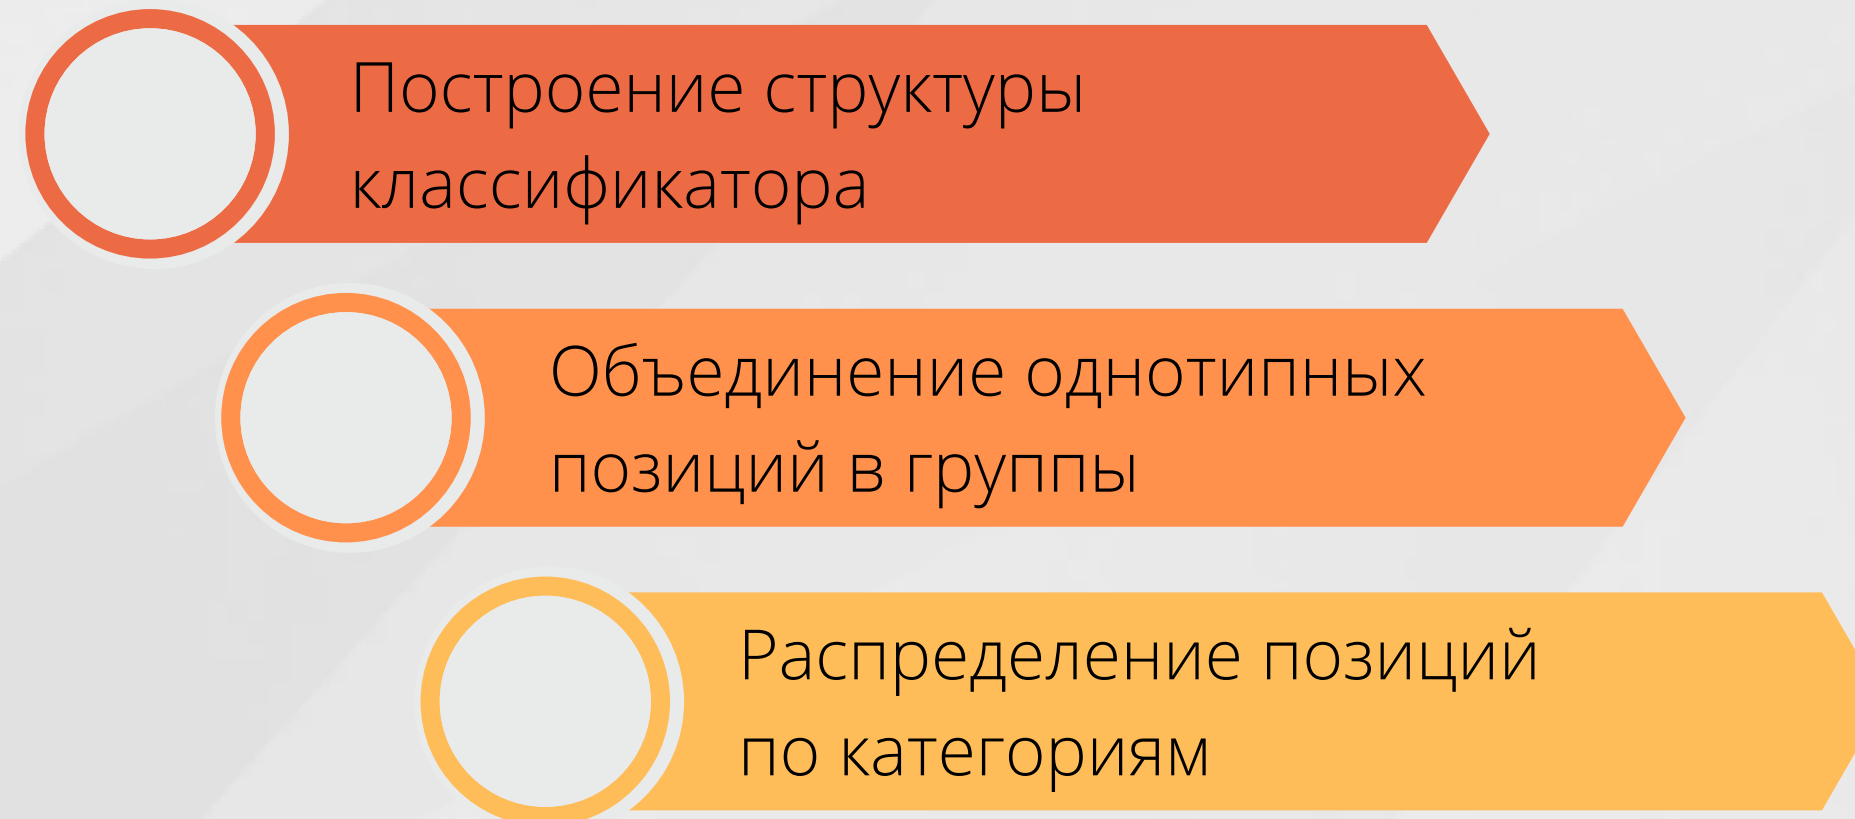 Построение структуры
классификатора
Объединение однотипных
позиций в группы
Распределение позиций
по категориям